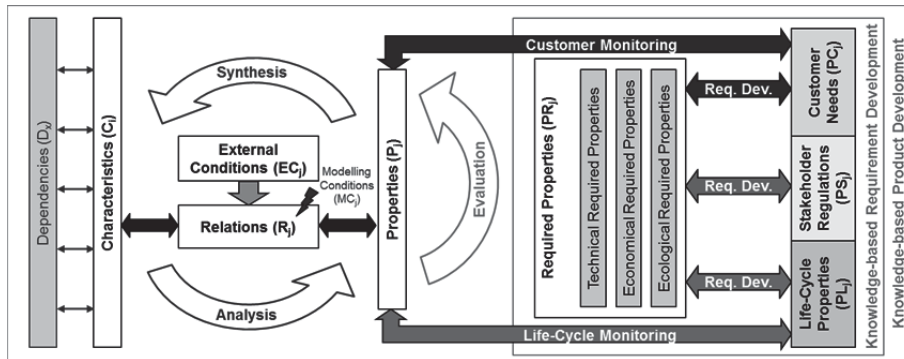 Dependencies (Dₓ)
Characteristics (Cᵢ)
Synthesis
External
Conditions (ECⱼ)
Modelling
Conditions
(MCⱼ)
Relations (Rⱼ)
Analysis
Properties (Pⱼ)
Evaluation
Customer Monitoring
Required Properties (PRⱼ)
Technical Required Properties
Economical Required Properties
Ecological Required Properties
Req. Dev.
Req. Dev.
Req. Dev.
Life-Cycle Monitoring
Customer
Needs (PCⱼ)
Stakeholder
Regulations
(PSⱼ)
Life-Cycle
Properties
(PLⱼ)
Knowledge-based Requirement Development
Knowledge-based Product Development